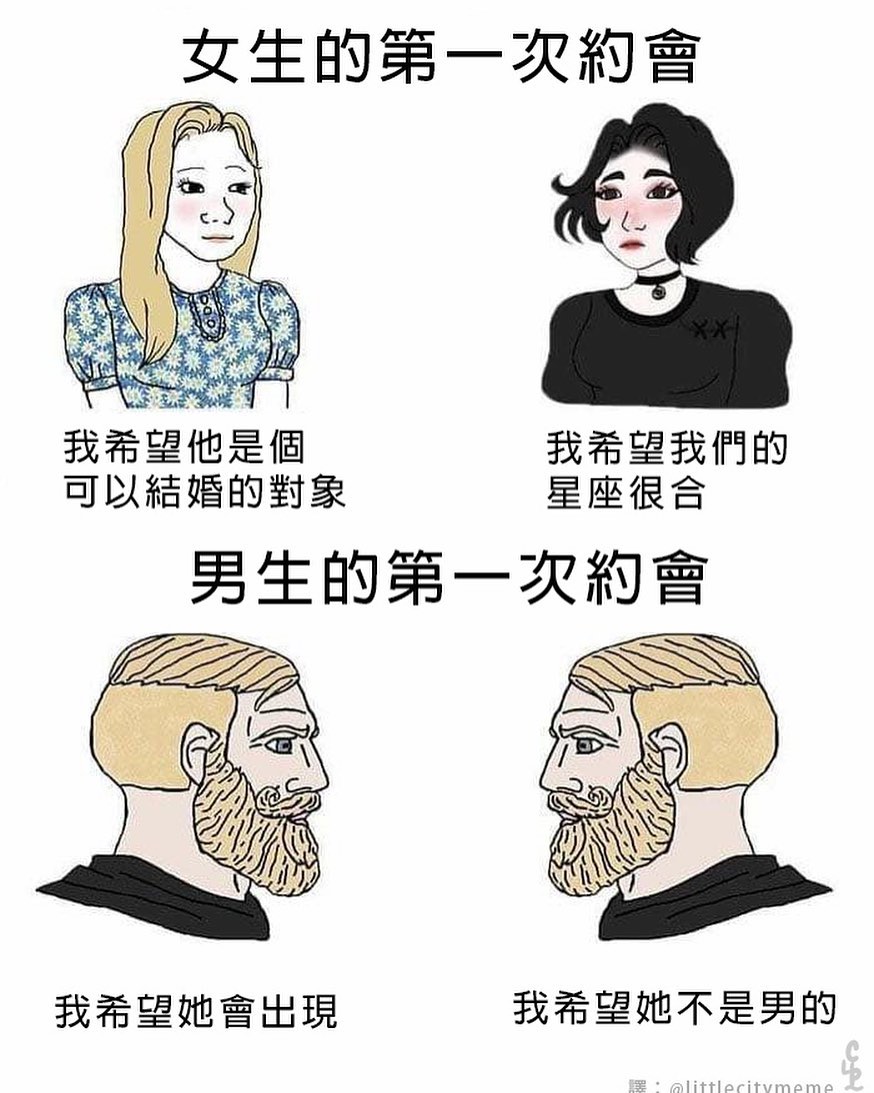 女生的第一次約會
我希望他是個
可以結婚的對象
我希望我們的
星座很合
男生的第一次約會
我希望她會出現
我希望她不是男的
譯：@littlecitymeme